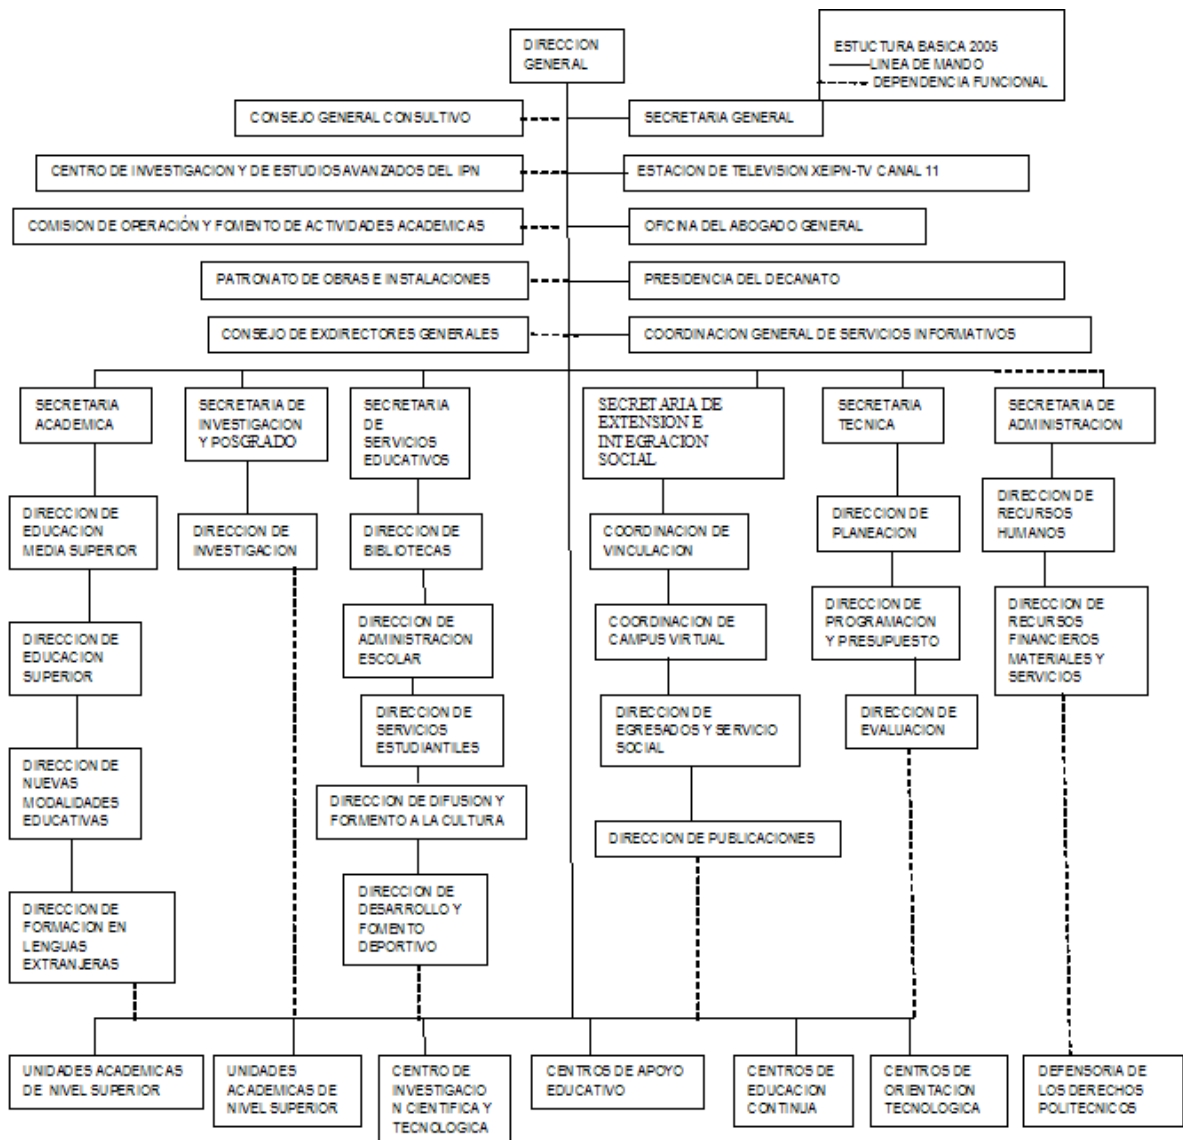 DIRECCION
GENERAL
ESTUCTURA BASICA 2005
LINEA DE MANDO
DEPENDENCIA FUNCIONAL
CONSEJO GENERAL CONSULTIVO
SECRETARIA GENERAL
CENTRO DE INVESTIGACION Y DE ESTUDIOS AVANZADOS DEL IPN
ESTACION DE TELEVISION XEIPN-TV CANAL 11
COMISION DE OPERACIÓN Y FOMENTO DE ACTIVIDADES ACADEMICAS
OFICINA DEL ABOGADO GENERAL
PATRONATO DE OBRAS E INSTALACIONES
PRESIDENCIA DEL DECANATO
CONSEJO DE EXDIRECTORES GENERALES
COORDINACION GENERAL DE SERVICIOS INFORMATIVOS
SECRETARIA
ACADEMICA
SECRETARIA DE
INVESTIGACION
Y POSGRADO
SECRETARIA
DE
SERVICIOS
EDUCATIVOS
SECRETARIA DE
EXTENSION E
INTEGRACION
SOCIAL
SECRETARIA
TECNICA
SECRETARIA DE
ADMINISTRACION
DIRECCION DE
EDUCACION
MEDIA SUPERIOR
DIRECCION DE
INVESTIGACION
DIRECCION DE
BIBLIOTECAS
COORDINACION DE
VINCULACION
DIRECCION DE
PLANEACION
DIRECCION DE
RECURSOS
HUMANOS
DIRECCION DE
EDUCACION
SUPERIOR
DIRECCION DE
ADMINISTRACION
ESCOLAR
COORDINACION DE
CAMPUS VIRTUAL
DIRECCION DE
PROGRAMACION
Y PRESUPUESTO
DIRECCION DE
RECURSOS
FINANCIEROS
MATERIALES Y
SERVICIOS
DIRECCION DE
SERVICIOS
ESTUDIANTILES
DIRECCION DE
EGRESADOS Y SERVICIO
SOCIAL
DIRECCION DE
EVALUACION
DIRECCION DE
NUEVAS
MODALIDADES
EDUCATIVAS
DIRECCION DE DIFUSION Y
FORMENTO A LA CULTURA
DIRECCION DE PUBLICACIONES
DIRECCION DE
FORMACION EN
LENGUAS
EXTRANJERAS
DIRECCION DE
DESARROLLO Y
FOMENTO
DEPORTIVO
UNIDADES ACADEMICAS
DE NIVEL SUPERIOR
UNIDADES
ACADEMICAS DE
NIVEL SUPERIOR
CENTRO DE
INVESTIGACIO
N CIENTIFICA Y
TECNOLOGICA
CENTROS DE APOYO
EDUCATIVO
CENTROS DE
EDUCACION
CONTINUA
CENTROS DE
ORIENTACION
TECNOLOGICA
DEFENSORIA DE
LOS DERECHOS
POLITECNICOS